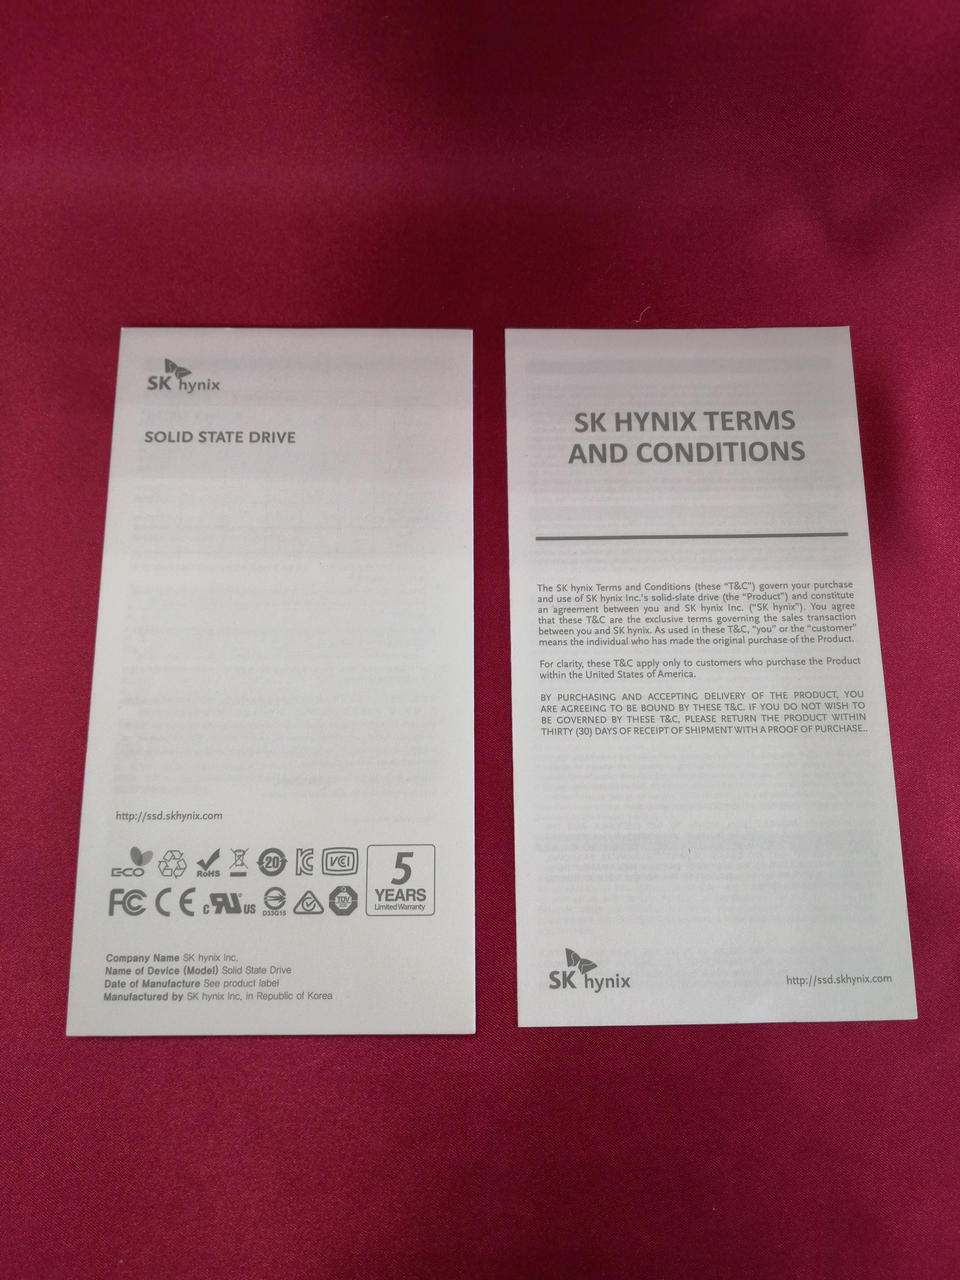 SK hynix
SOLID STATE DRIVE
http://ssd.skhynix.com
ECO
RoHS
20
VCI
FC CE c RU US
D33G15
TÜV
5
YEARS
Limited Warranty
Company Name SK hynix Inc.
Name of Device (Model) Solid State Drive
Date of Manufacture See product label
Manufactured by SK hynix Inc. in Republic of Korea
SK HYNIX TERMS
AND CONDITIONS
The SK hynix Terms and Conditions (these “T&C”) govern your purchase
and use of SK hynix Inc.'s solid-slate drive (the “Product”) and constitute
an agreement between you and SK hynix Inc. (“SK hynix”). You agree
that these T&C are the exclusive terms governing the sales transaction
between you and SK hynix. As used in these T&C, “you” or the “customer”
means the individual who has made the original purchase of the Product.
For clarity, these T&C apply only to customers who purchase the Product
within the United States of America.
BY PURCHASING AND ACCEPTING DELIVERY OF THE PRODUCT, YOU
ARE AGREEING TO BE BOUND BY THESE T&C. IF YOU DO NOT WISH TO
BE GOVERNED BY THESE T&C, PLEASE RETURN THE PRODUCT WITHIN
THIRTY (30) DAYS OF RECEIPT OF SHIPMENT WITH A PROOF OF PURCHASE..
SK hynix
http://ssd.skhynix.com